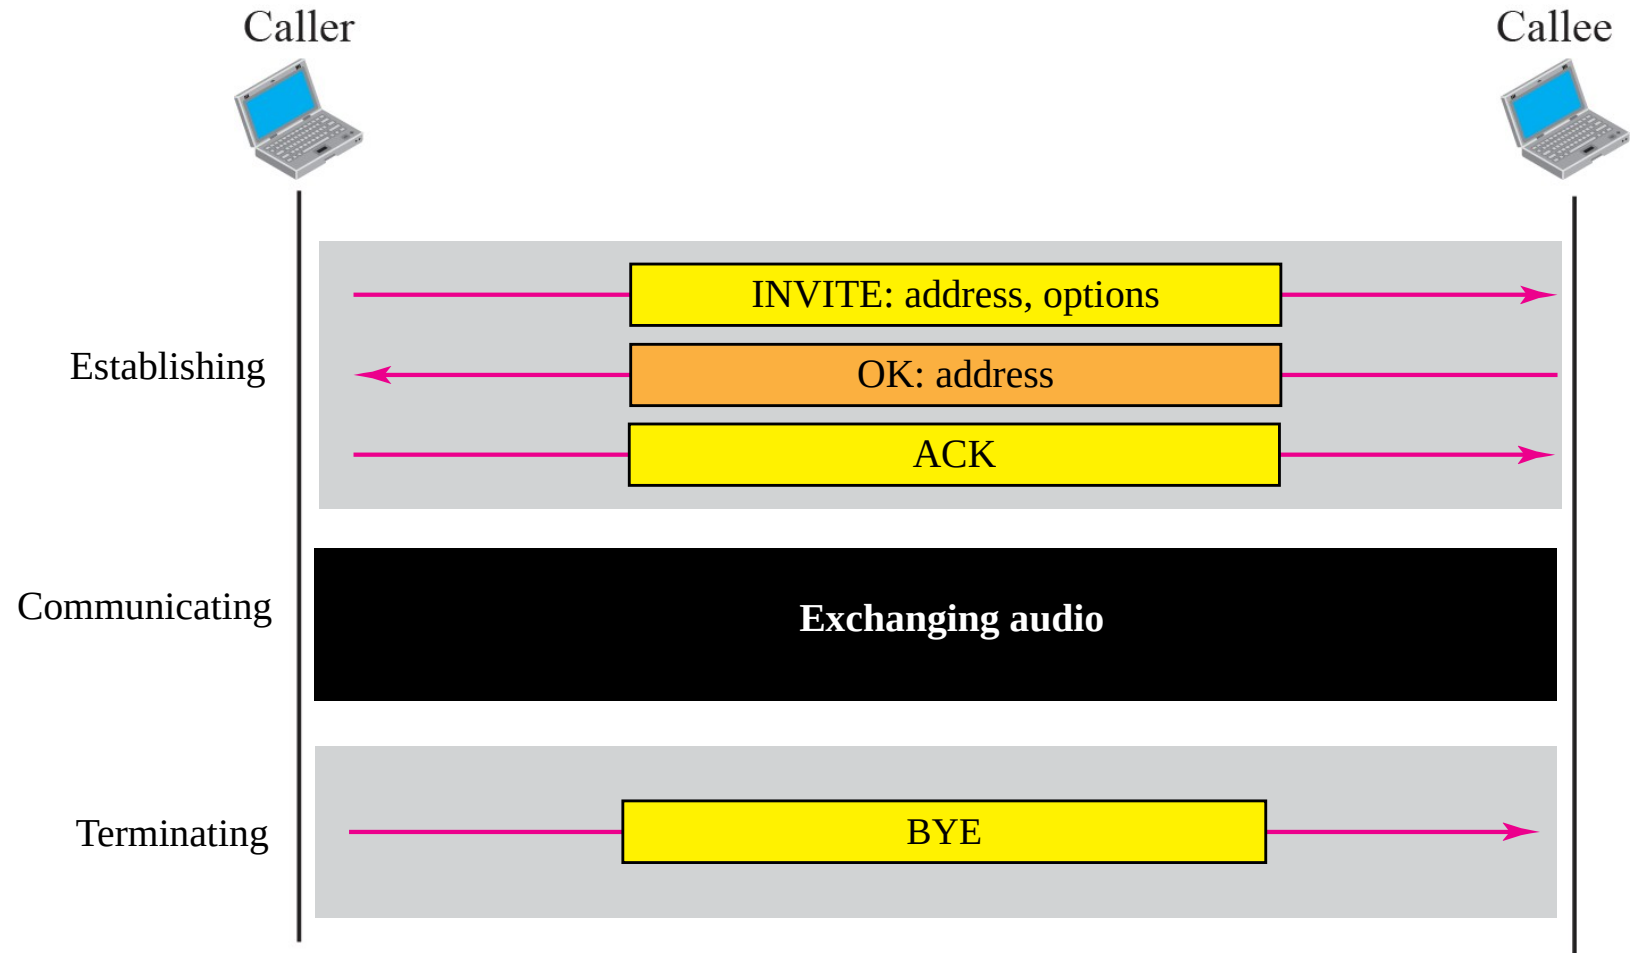 Caller
Callee
INVITE: address, options
Establishing
OK: address
ACK
Communicating
Exchanging audio
Terminating
BYE